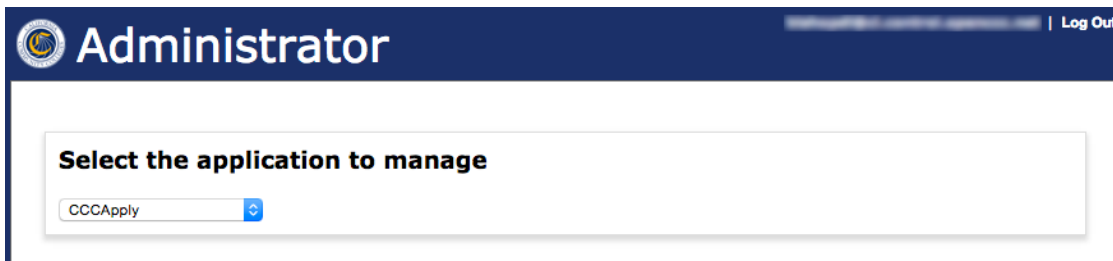 | Log Out
Administrator
Select the application to manage
CCCApply